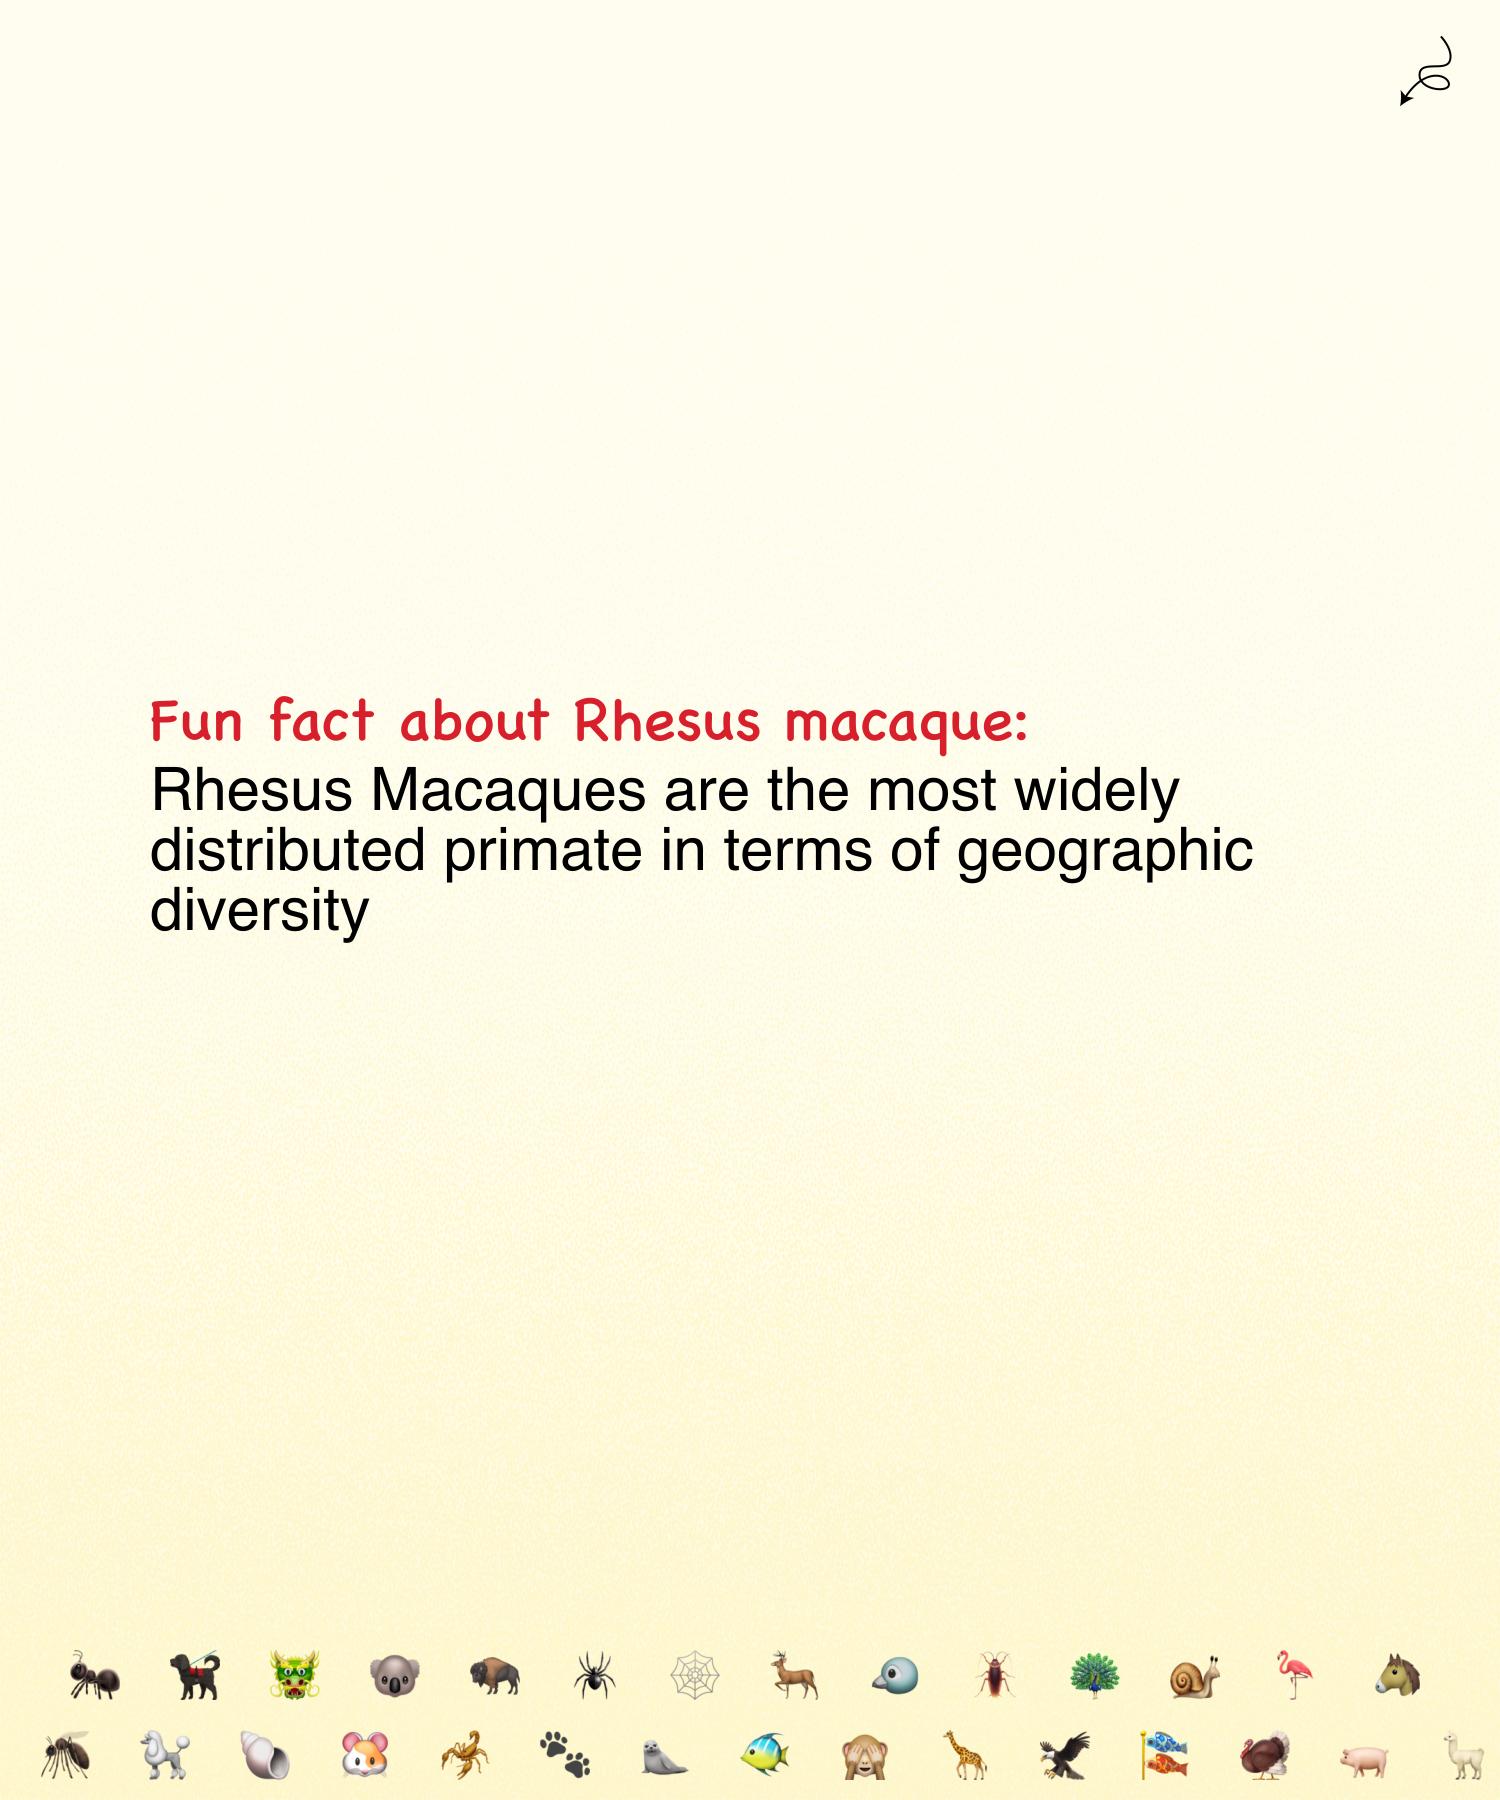 Fun fact about Rhesus macaque:
Rhesus Macaques are the most widely
distributed primate in terms of geographic
diversity